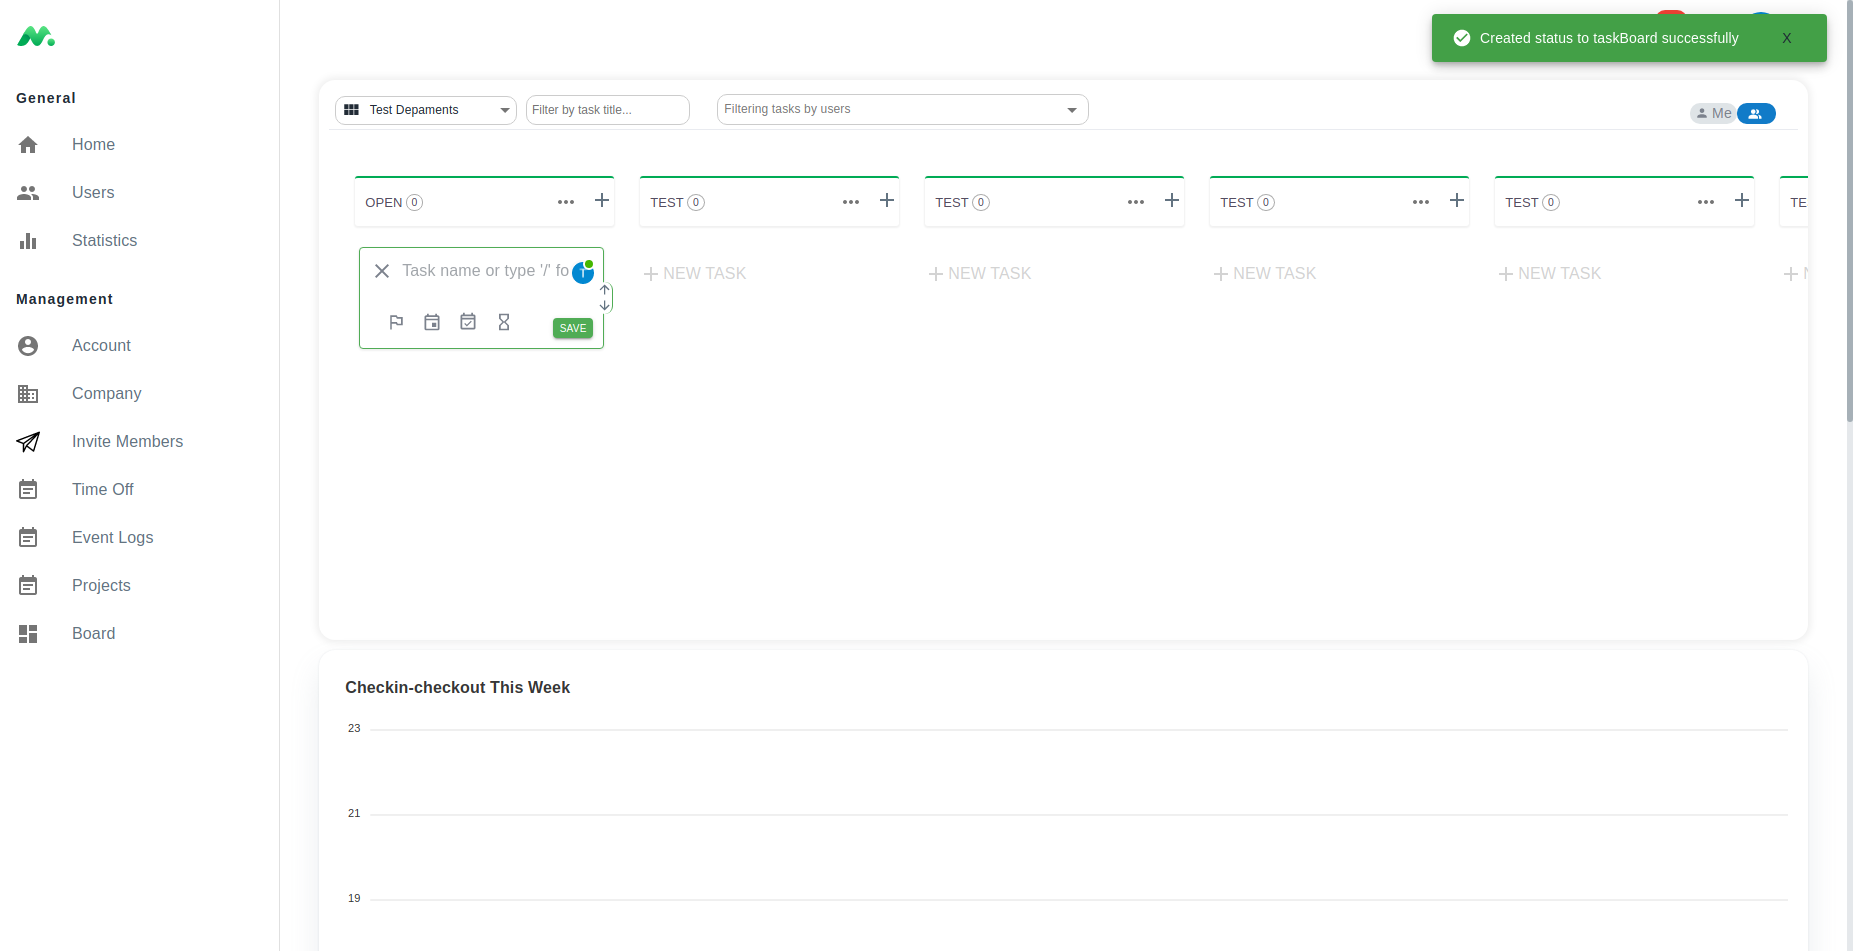 Created status to taskBoard successfully X
General
Home
Users
Statistics
Management
Account
Company
Invite Members
Time Off
Event Logs
Projects
Board
Test Depaments
Filter by task title...
Filtering tasks by users
Me
OPEN 0
TEST 0
TEST 0
TEST 0
TEST 0
TE
Task name or type '/' fo
T
SAVE
NEW TASK
NEW TASK
NEW TASK
NEW TASK
N
Checkin-checkout This Week
23
21
19